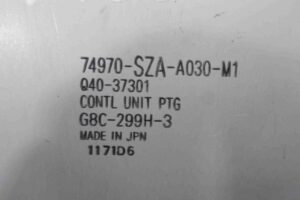 74970-SZA-A030-M1
Q40-37301
CONTL UNIT PTG
G8C-299H-3
MADE IN JPN
1171D6